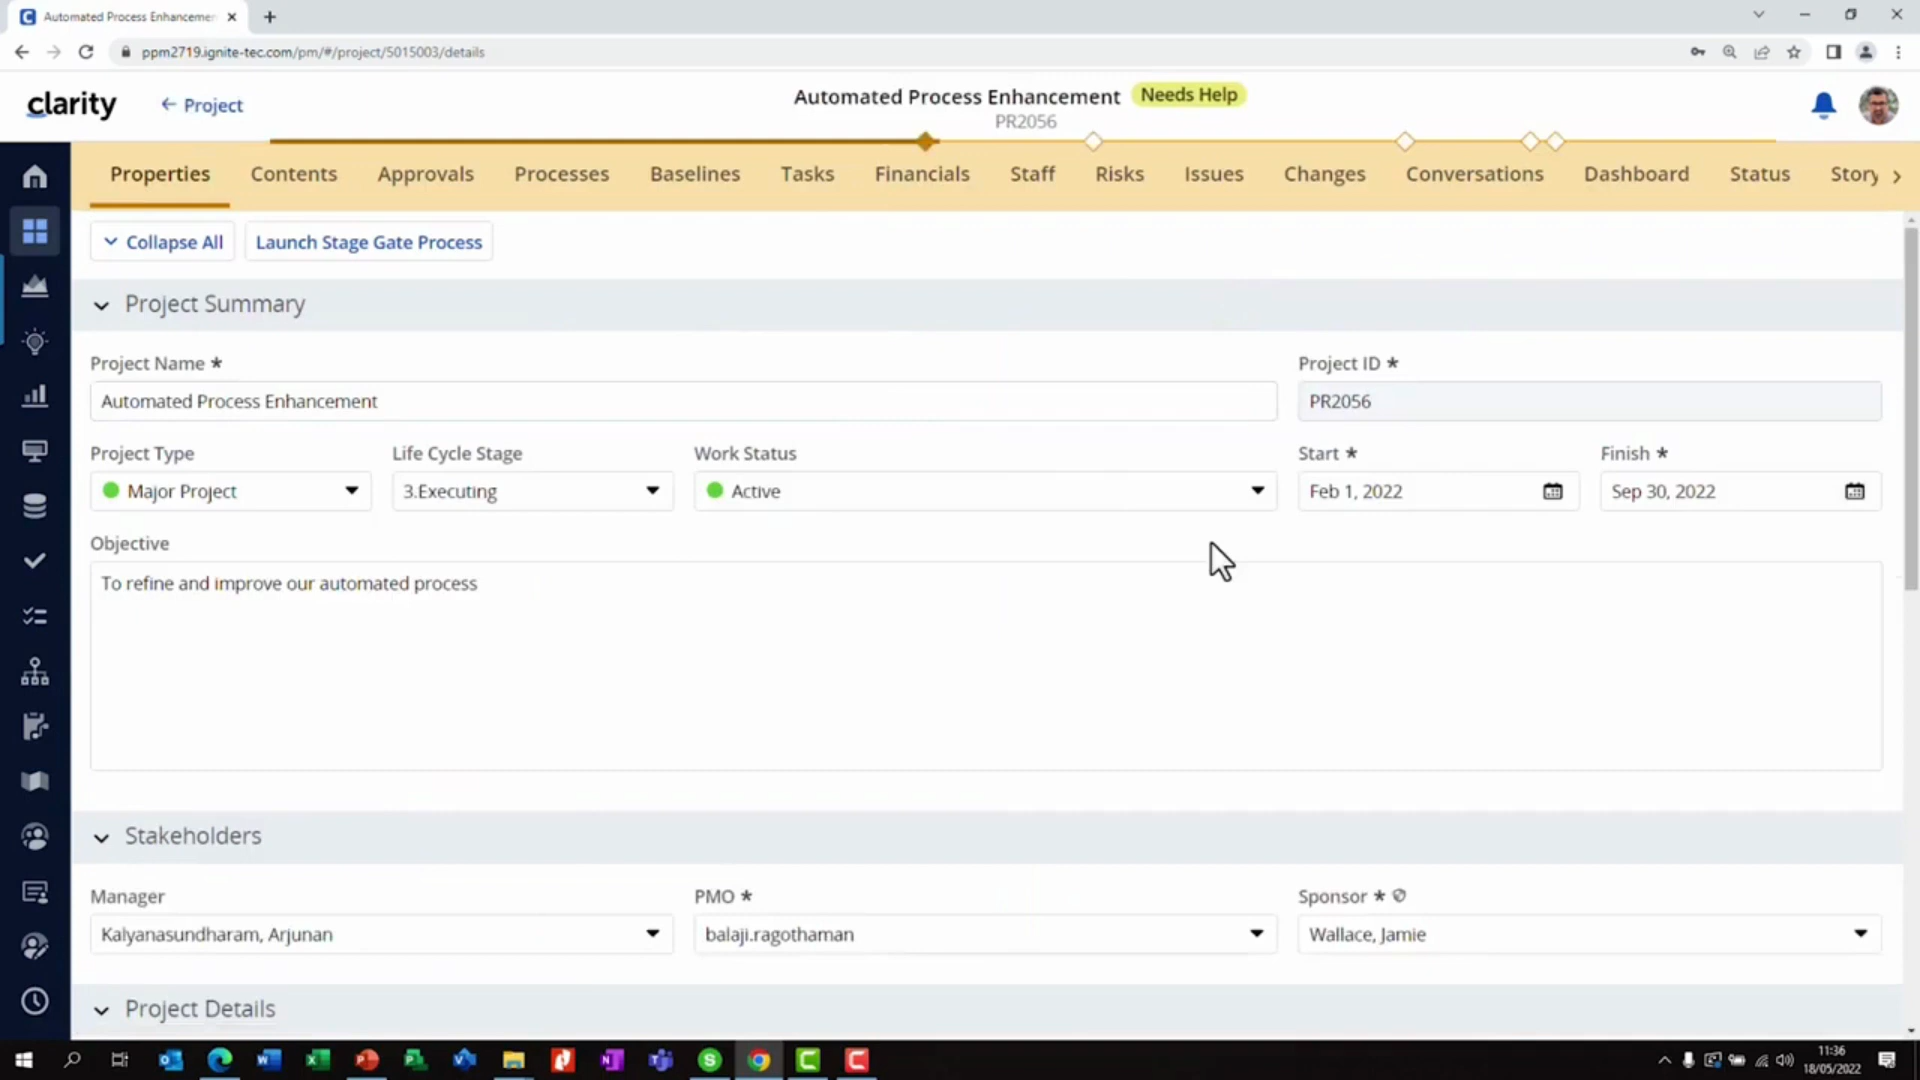 Automated Process Enhancemen
ppm2719.ignite-tec.com/pm/#/project/5015003/details
clarity
Project
Automated Process Enhancement
Needs Help
PR2056
Properties
Contents
Approvals
Processes
Baselines
Tasks
Financials
Staff
Risks
Issues
Changes
Conversations
Dashboard
Status
Story
Collapse All
Launch Stage Gate Process
Project Summary
Project Name *
Project ID *
Automated Process Enhancement
PR2056
Project Type
Life Cycle Stage
Work Status
Start *
Finish *
Major Project
3.Executing
Active
Feb 1, 2022
Sep 30, 2022
Objective
To refine and improve our automated process
Stakeholders
Manager
PMO *
Sponsor *
Kalyanasundharam, Arjunan
balaji.ragothaman
Wallace, Jamie
Project Details
11:36
18/05/2022